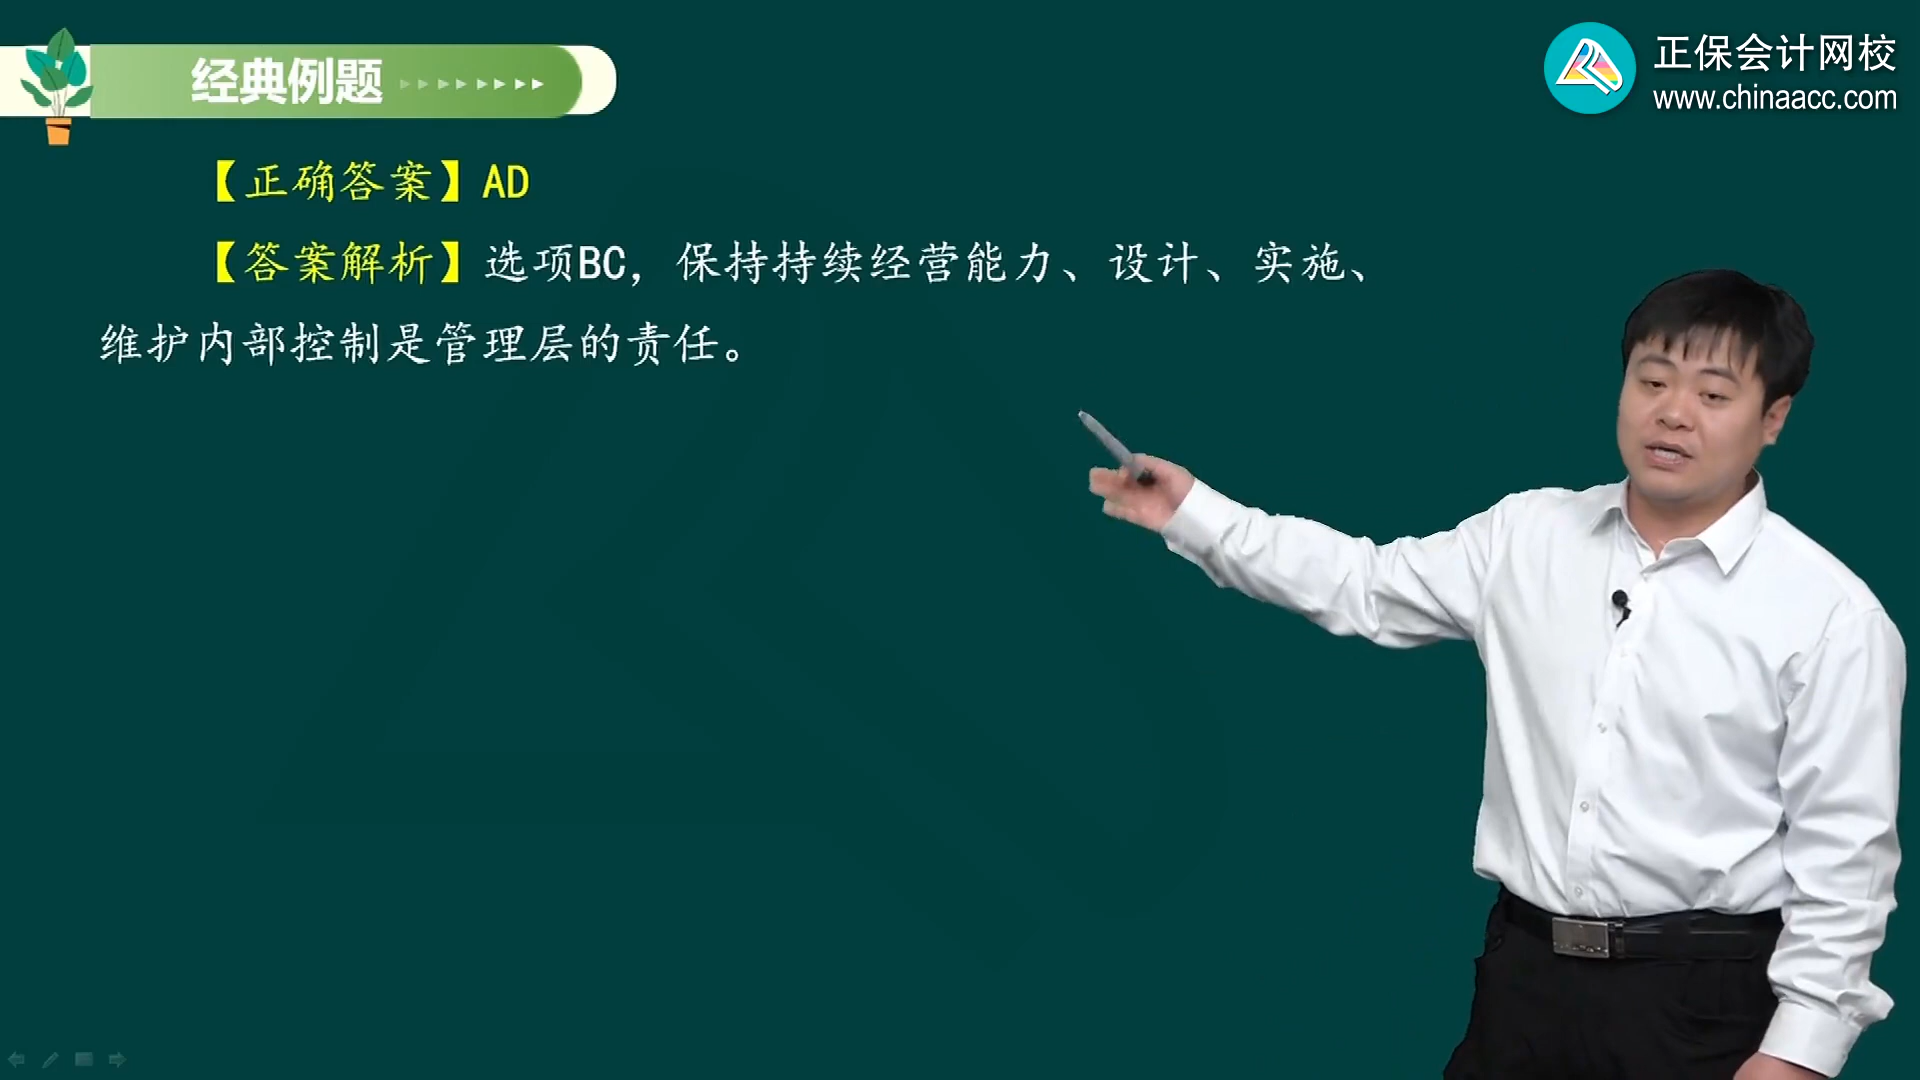 经典例题
正保会计网校
www.chinaacc.com
【正确答案】AD
【答案解析】选项BC，保持持续经营能力、设计、实施、
维护内部控制是管理层的责任。